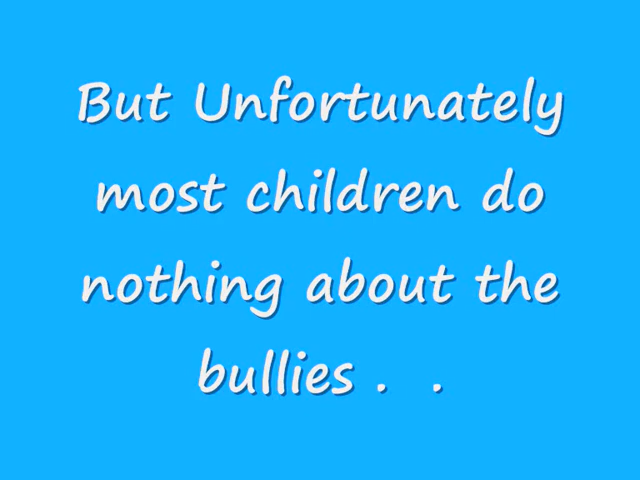 But Unfortunately
most children do
nothing about the
bullies .  .